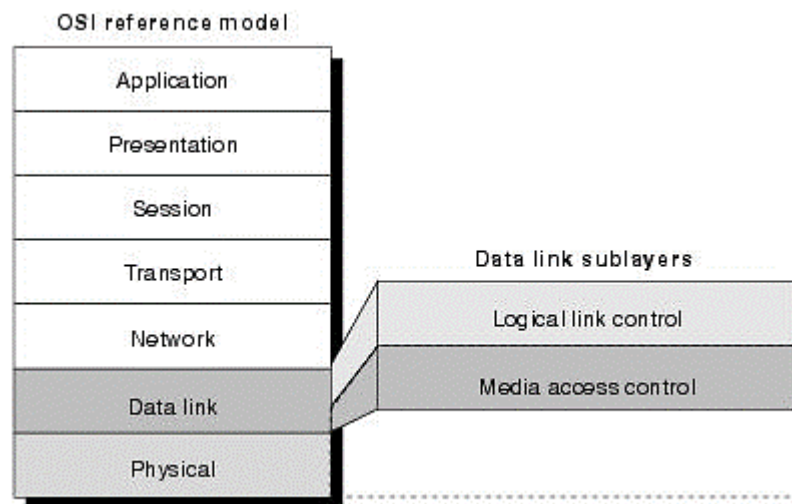 OSI reference model
Application
Presentation
Session
Transport
Network
Data link
Physical
Data link sublayers
Logical link control
Media access control